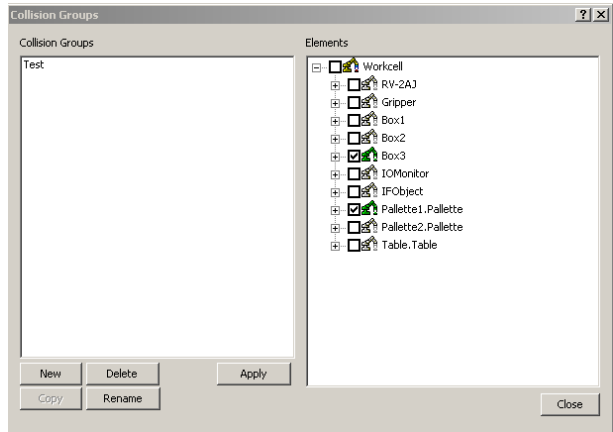 Collision Groups
Collision Groups
Test
New
Delete
Apply
Copy
Rename
Elements
Workcell
RV-2AJ
Gripper
Box1
Box2
Box3
IOMonitor
IFObject
Pallette1.Pallette
Pallette2.Pallette
Table.Table
Close